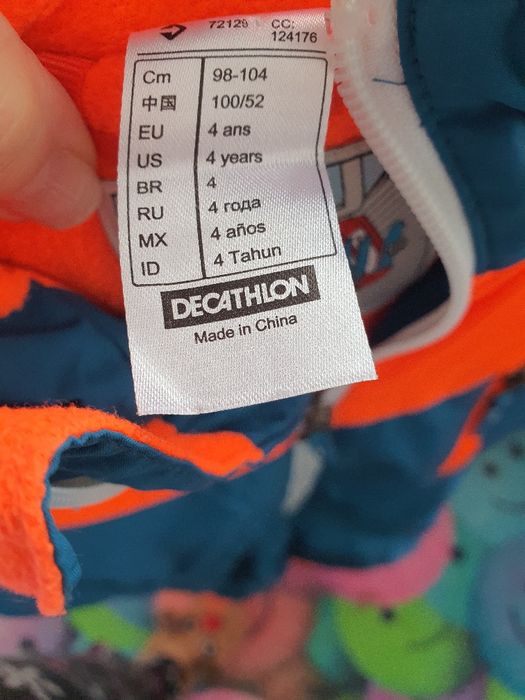 72129 CC:
124176
Cm 98-104
中国 100/52
EU 4 ans
US 4 years
BR 4
RU 4 года
MX 4 años
ID 4 Tahun
DECATHLON
Made in China